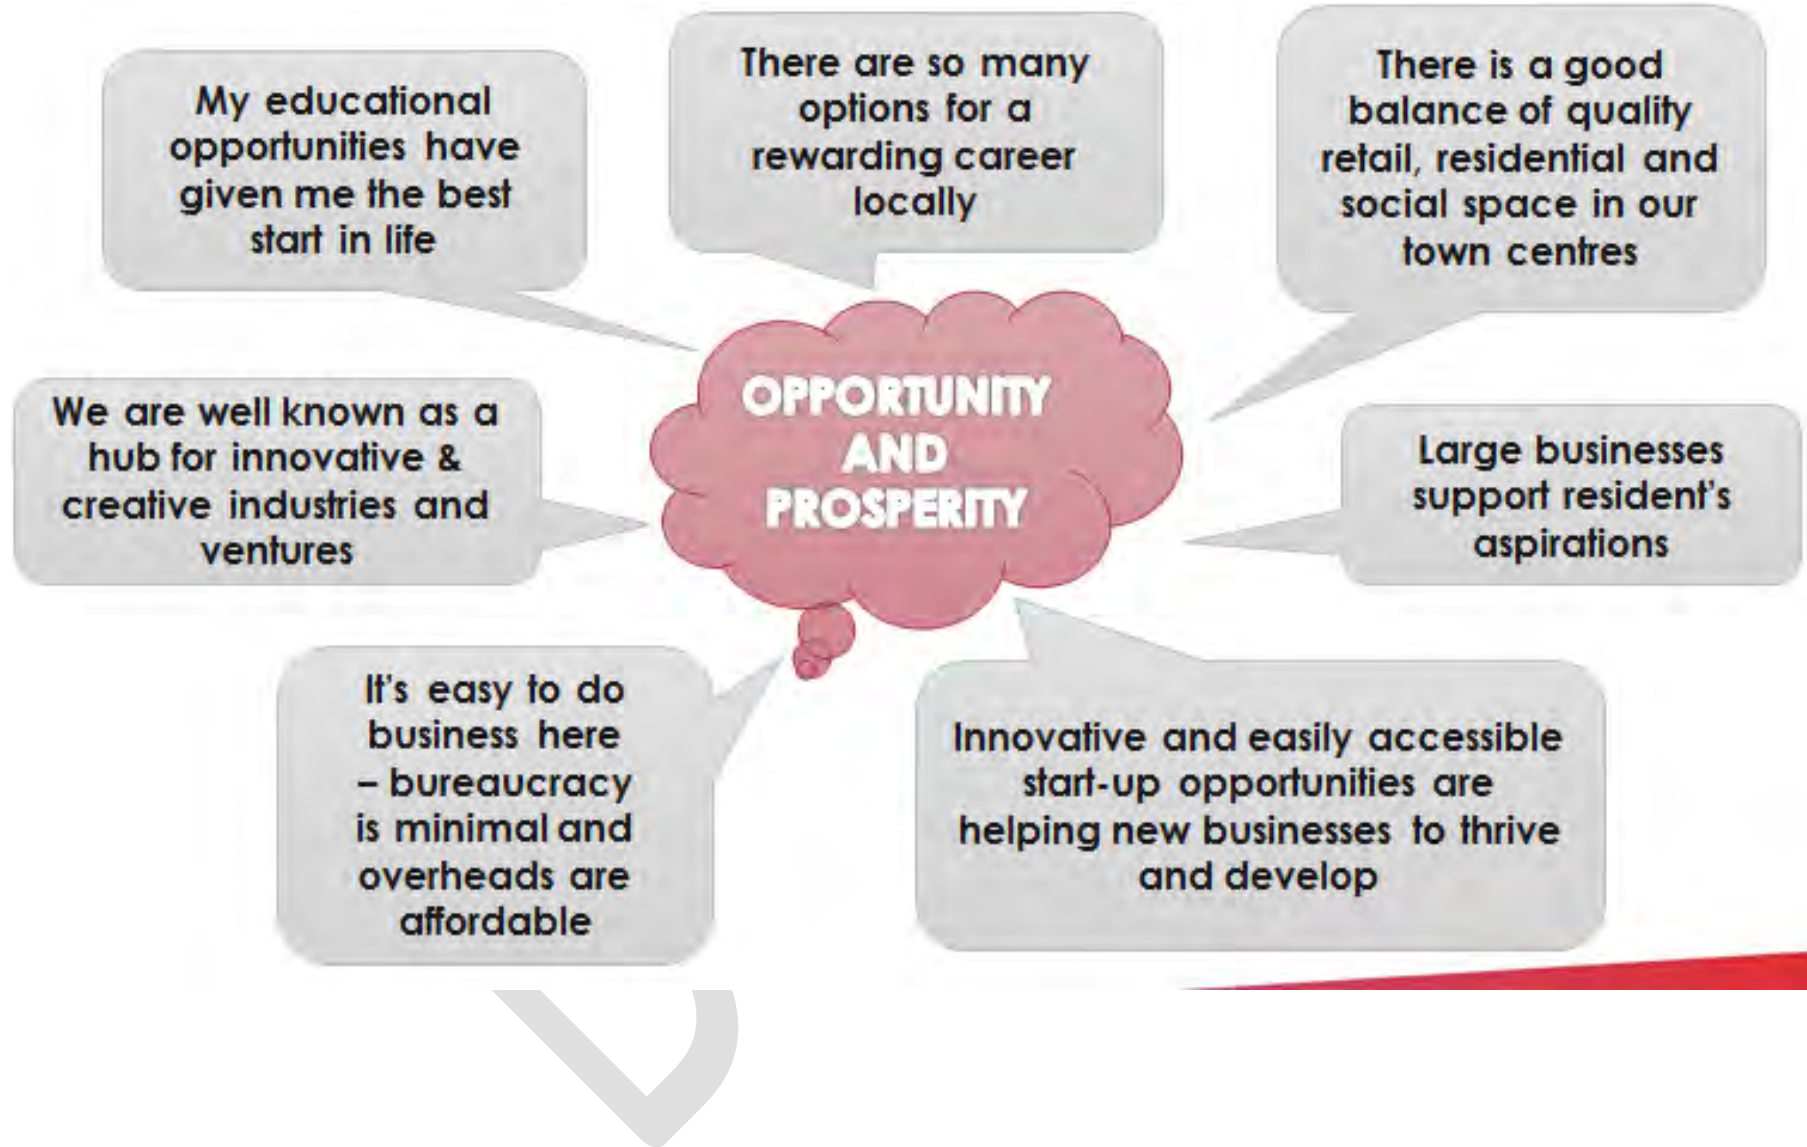 My educational
opportunities have
given me the best
start in life
There are so many
options for a
rewarding career
locally
There is a good
balance of quality
retail, residential and
social space in our
town centres
We are well known as a
hub for innovative &
creative industries and
ventures
OPPORTUNITY
AND
PROSPERITY
Large businesses
support resident's
aspirations
It's easy to do
business here
– bureaucracy
is minimal and
overheads are
affordable
Innovative and easily accessible
start-up opportunities are
helping new businesses to thrive
and develop